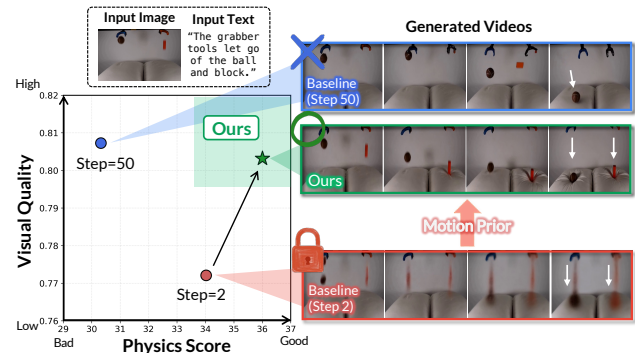 Input Image
Input Text
“The grabber
tools let go
of the ball
and block.”
Generated Videos
High
0.82
0.81
0.80
0.79
0.78
0.77
0.76
Low
Visual Quality
Ours
Step=50
Step=2
29
30
31
32
33
34
35
36
37
Bad
Physics Score
Good
Baseline
(Step 50)
Ours
Motion Prior
Baseline
(Step 2)